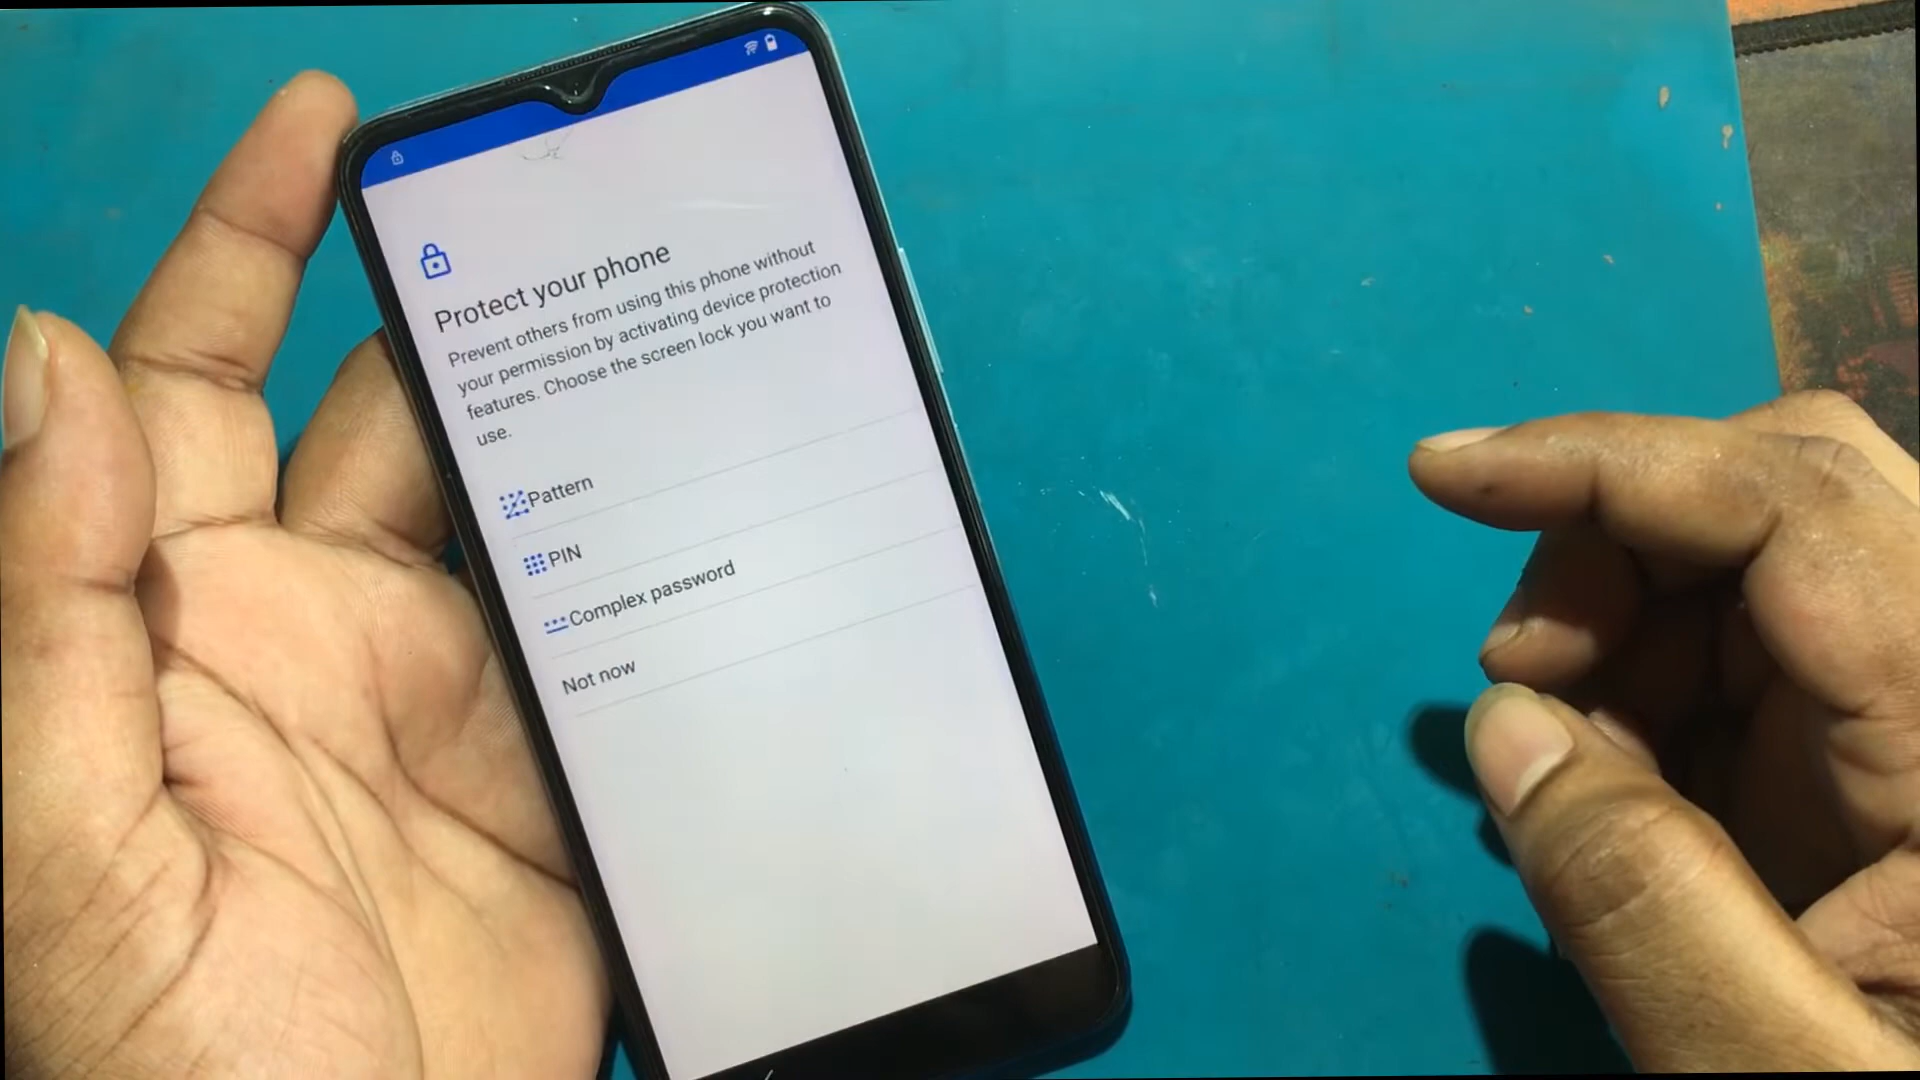 Protect your phone
Prevent others from using this phone without
your permission by activating device protection
features. Choose the screen lock you want to
use.
Pattern
PIN
Complex password
Not now